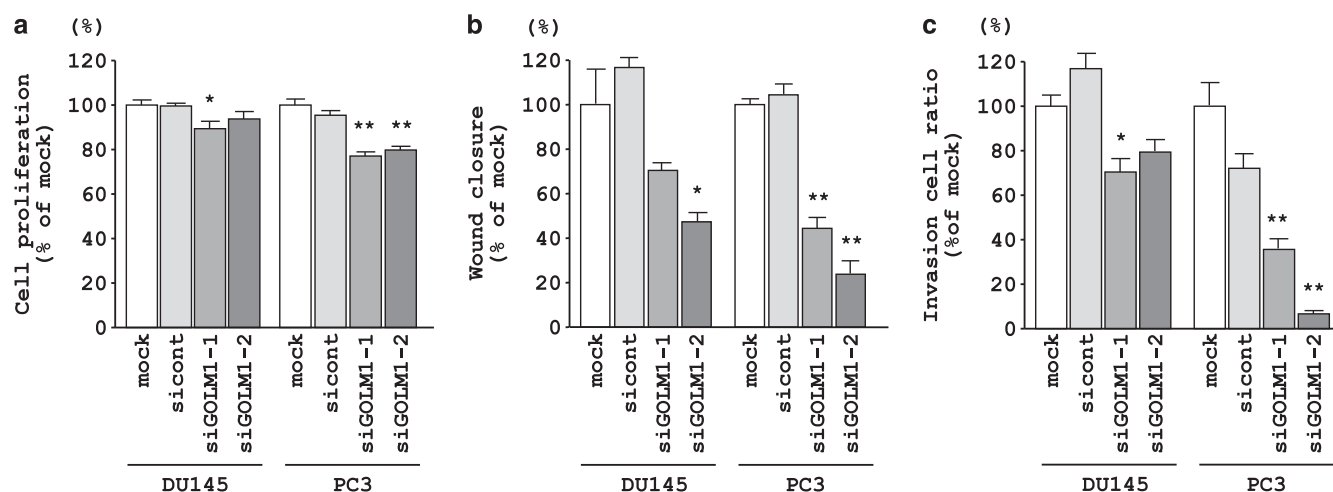 a (%)
Cell proliferation
(% of mock)
120
100
80
60
40
20
0
*
**
**
mock
sicont
siGOLM1-1
siGOLM1-2
mock
sicont
siGOLM1-1
siGOLM1-2
DU145
PC3
b (%)
Wound closure
(% of mock)
120
100
80
60
40
20
0
*
**
**
mock
sicont
siGOLM1-1
siGOLM1-2
mock
sicont
siGOLM1-1
siGOLM1-2
DU145
PC3
c (%)
Invasion cell ratio
(%of mock)
120
100
80
60
40
20
0
*
**
**
mock
sicont
siGOLM1-1
siGOLM1-2
mock
sicont
siGOLM1-1
siGOLM1-2
DU145
PC3